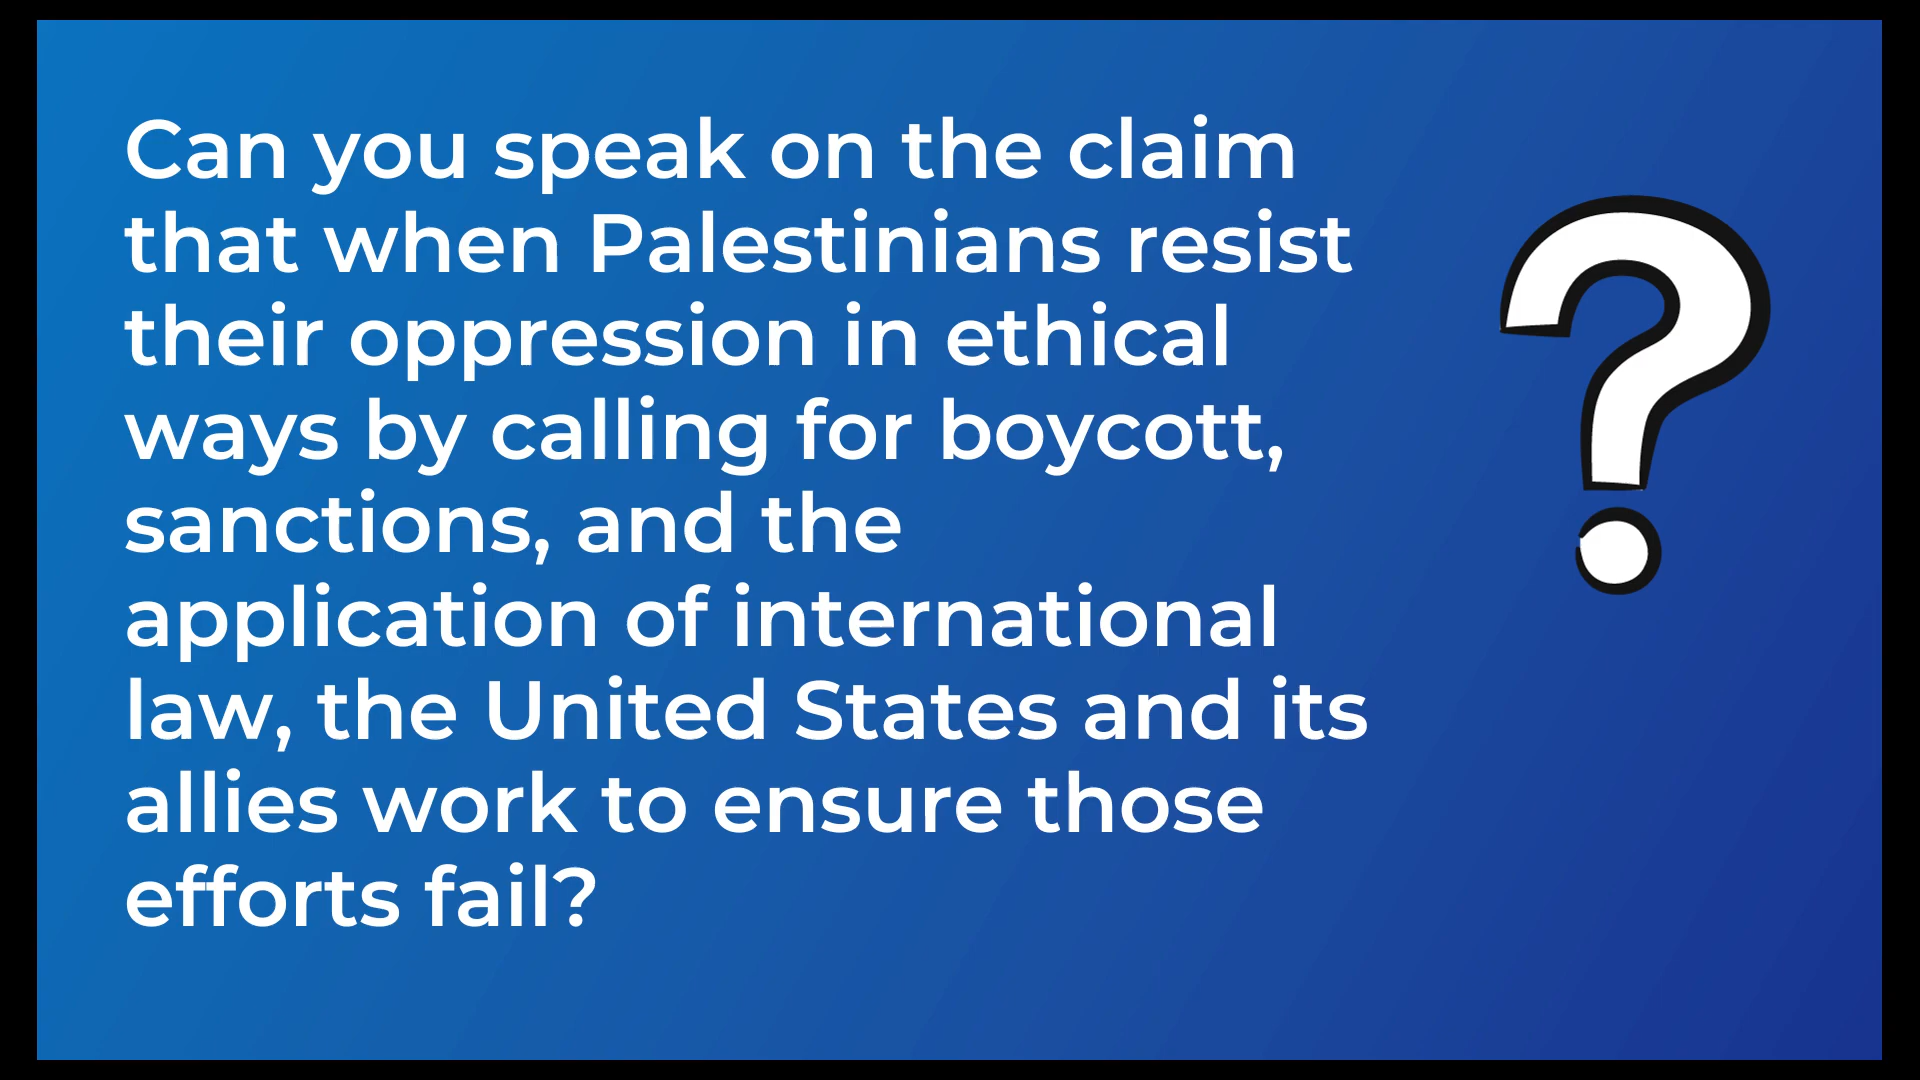 Can you speak on the claim
that when Palestinians resist
their oppression in ethical
ways by calling for boycott,
sanctions, and the
application of international
law, the United States and its
allies work to ensure those
efforts fail?
?